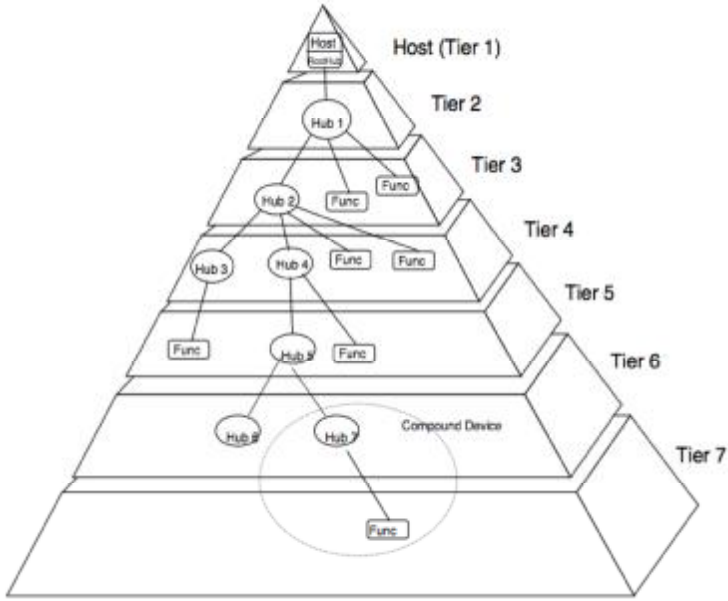 Host
RootHub
Host (Tier 1)
Tier 2
Hub 1
Tier 3
Hub 2
Func
Func
Tier 4
Hub 3
Hub 4
Func
Func
Tier 5
Func
Hub 5
Func
Tier 6
Hub 6
Hub 7
Compound Device
Tier 7
Func